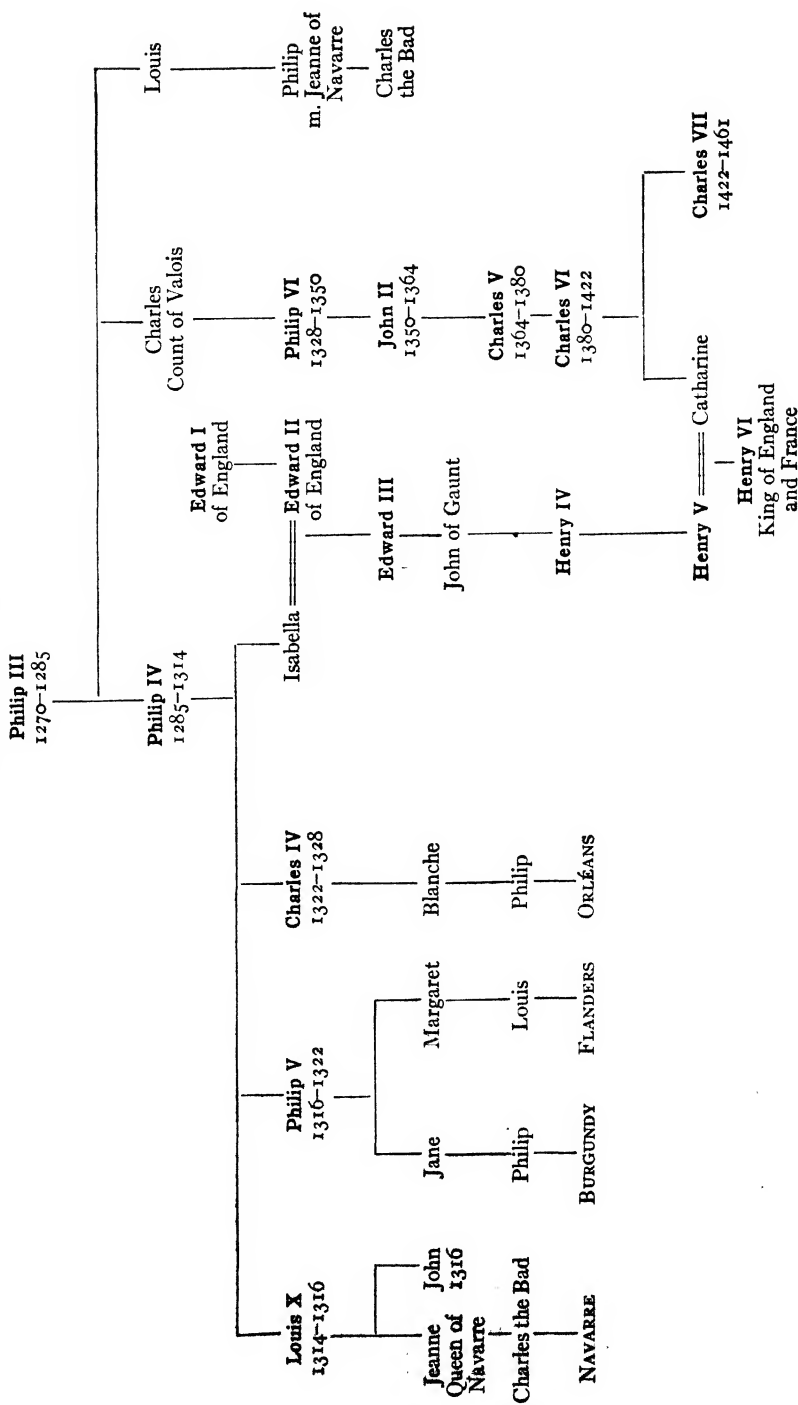 Philip III
1270–1285
Philip IV
1285–1314
Charles
Count of Valois
Louis
Louis X
1314–1316
Philip V
1316–1322
Charles IV
1322–1328
Isabella
Edward I
of England
Edward II
of England
Philip VI
1328–1350
Philip
m. Jeanne of
Navarre
Jeanne
Queen of
Navarre
John
1316
Jane
Margaret
Blanche
Edward III
John II
1350–1364
Charles
the Bad
Charles the Bad
Philip
Louis
Philip
John of Gaunt
Charles V
1364–1380
NAVARRE
BURGUNDY
FLANDERS
ORLÉANS
Henry IV
Charles VI
1380–1422
Henry V
Catharine
Charles VII
1422–1461
Henry VI
King of England
and France